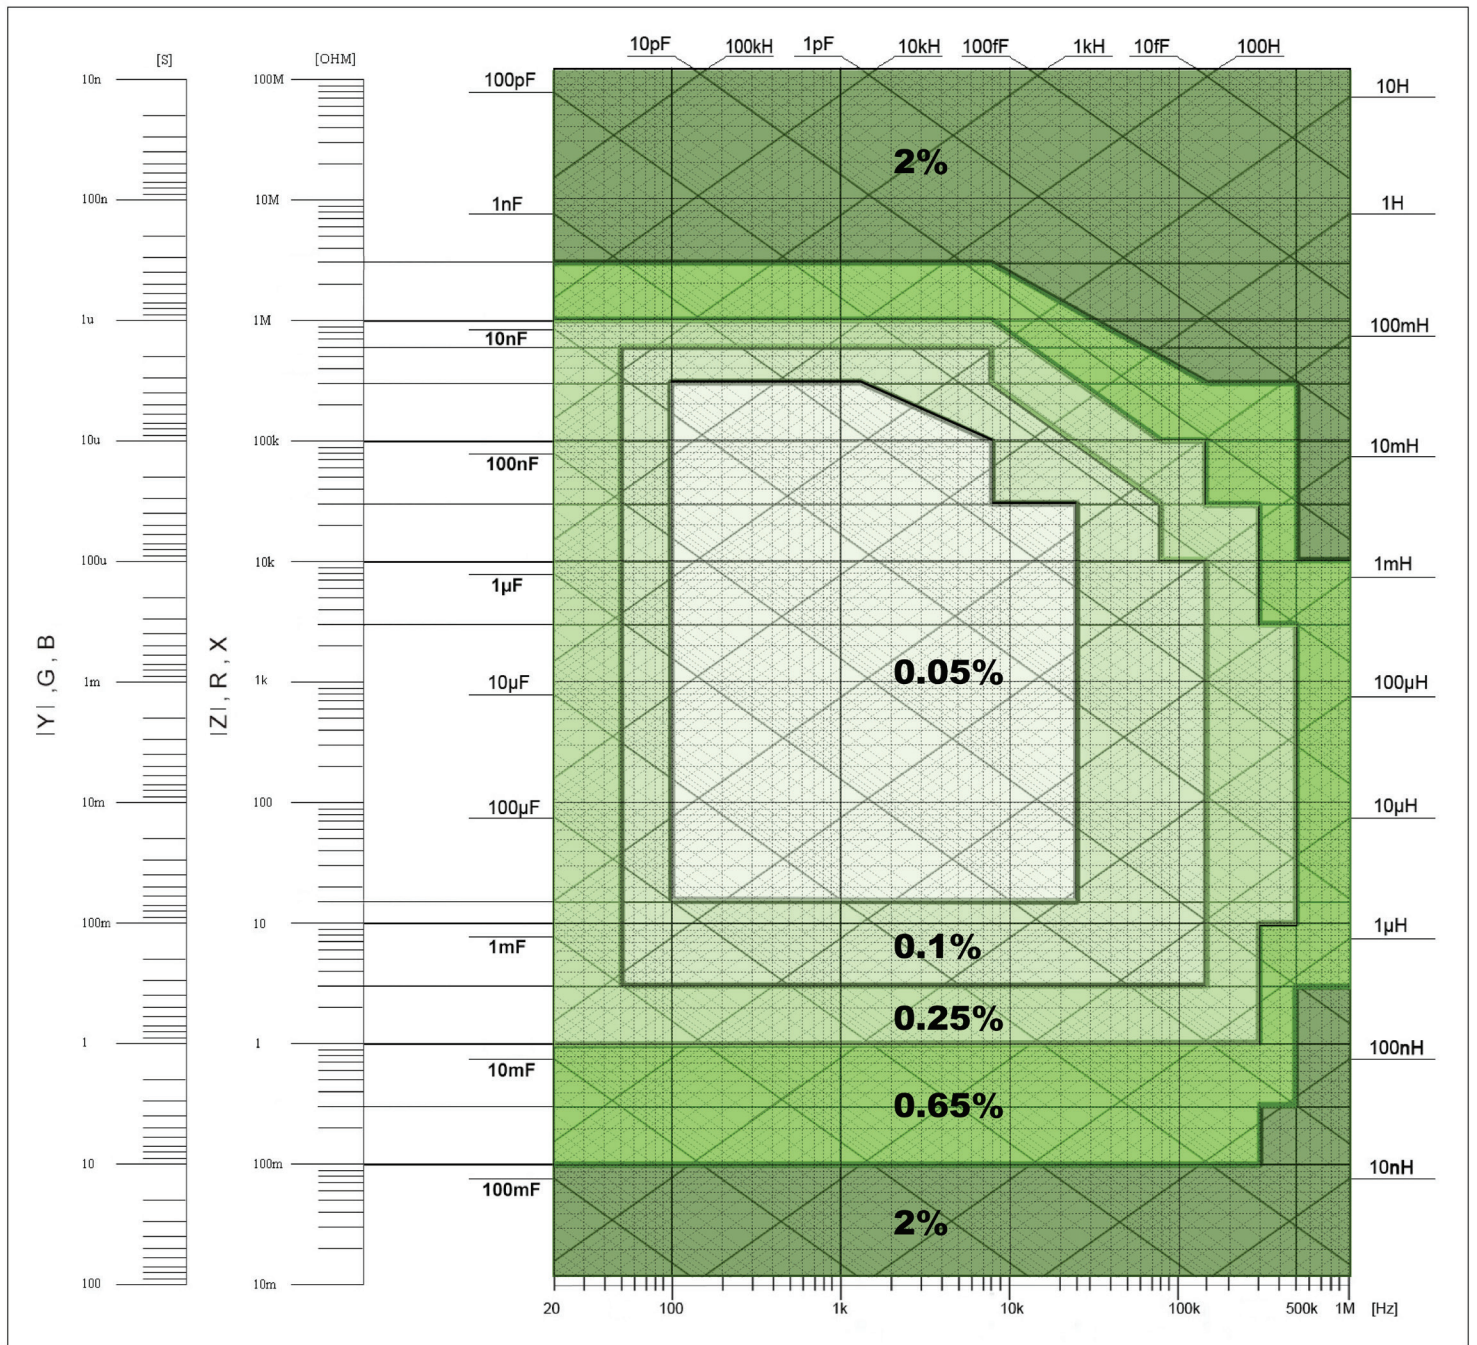 10pF 100kH 1pF 10kH 100fF 1kH 10fF 100H
[S] [OHM]
10n 100M 100pF 10H
2%
100n 10M 1nF 1H
1u 1M 10nF 100mH
10u 100k 100nF 10mH
100u 10k 1µF 1mH
|Y|, G, B
|Z|, R, X
0.05%
1m 1k 10µF 100µH
10m 100 100µF 10µH
100m 10 1mF 1µH
0.1%
0.25%
1 1 10mF 100nH
0.65%
10 100m 100mF 10nH
2%
100 10m
20 100 1k 10k 100k 500k 1M [Hz]